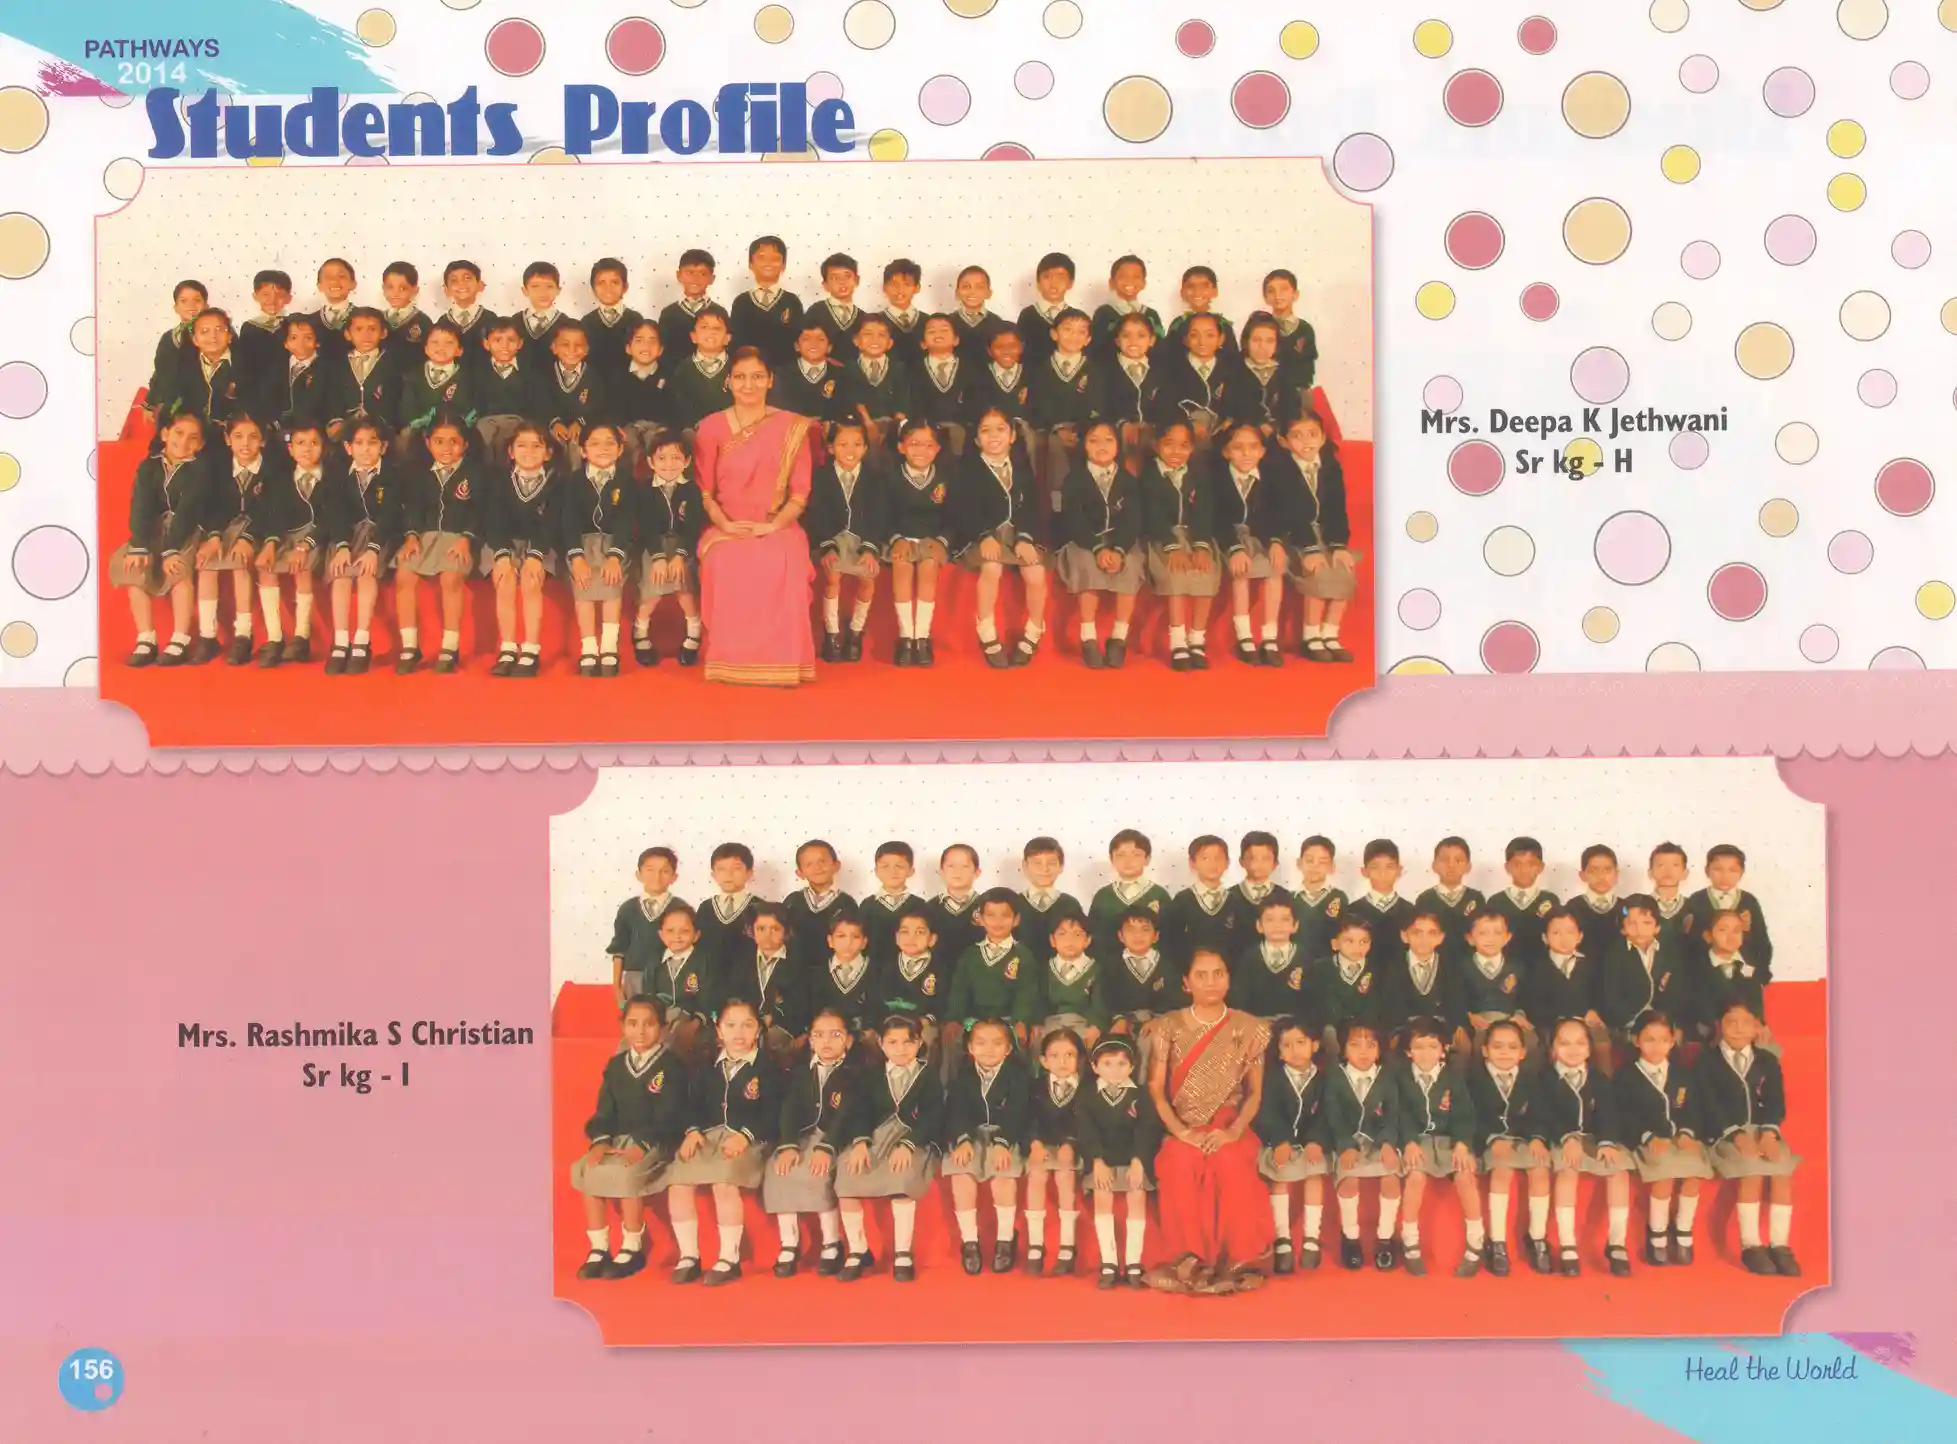 PATHWAYS
2014
Students Profile
Mrs. Deepa K Jethwani
Sr kg - H
Mrs. Rashmika S Christian
Sr kg - I
156
Heal the World